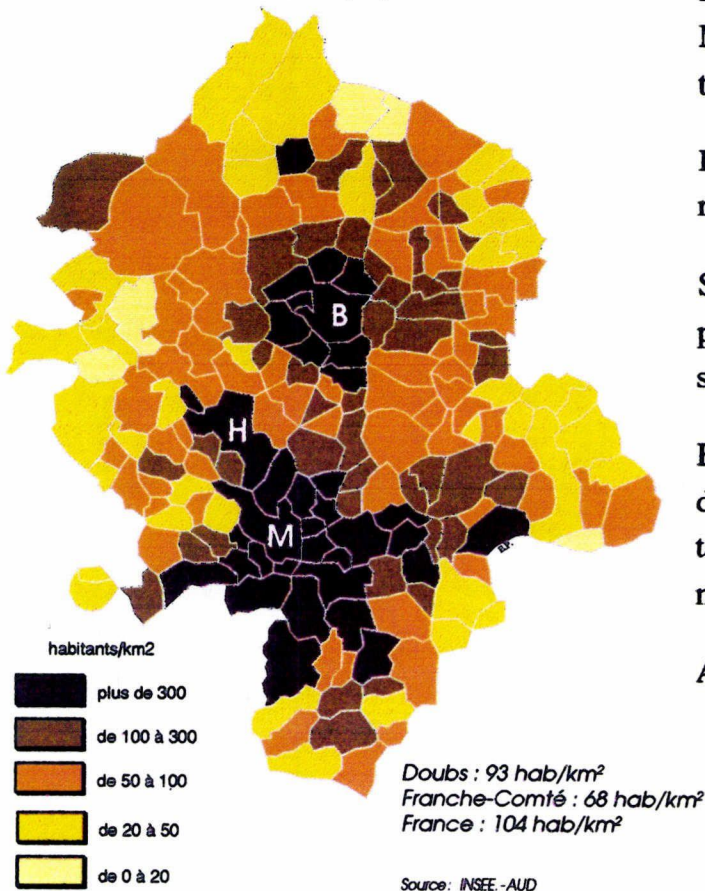 B
H
M
habitants/km2
plus de 300
de 100 à 300
de 50 à 100
de 20 à 50
de 0 à 20
Doubs : 93 hab/km²
Franche-Comté : 68 hab/km²
France : 104 hab/km²
Source: INSEE.-AUD